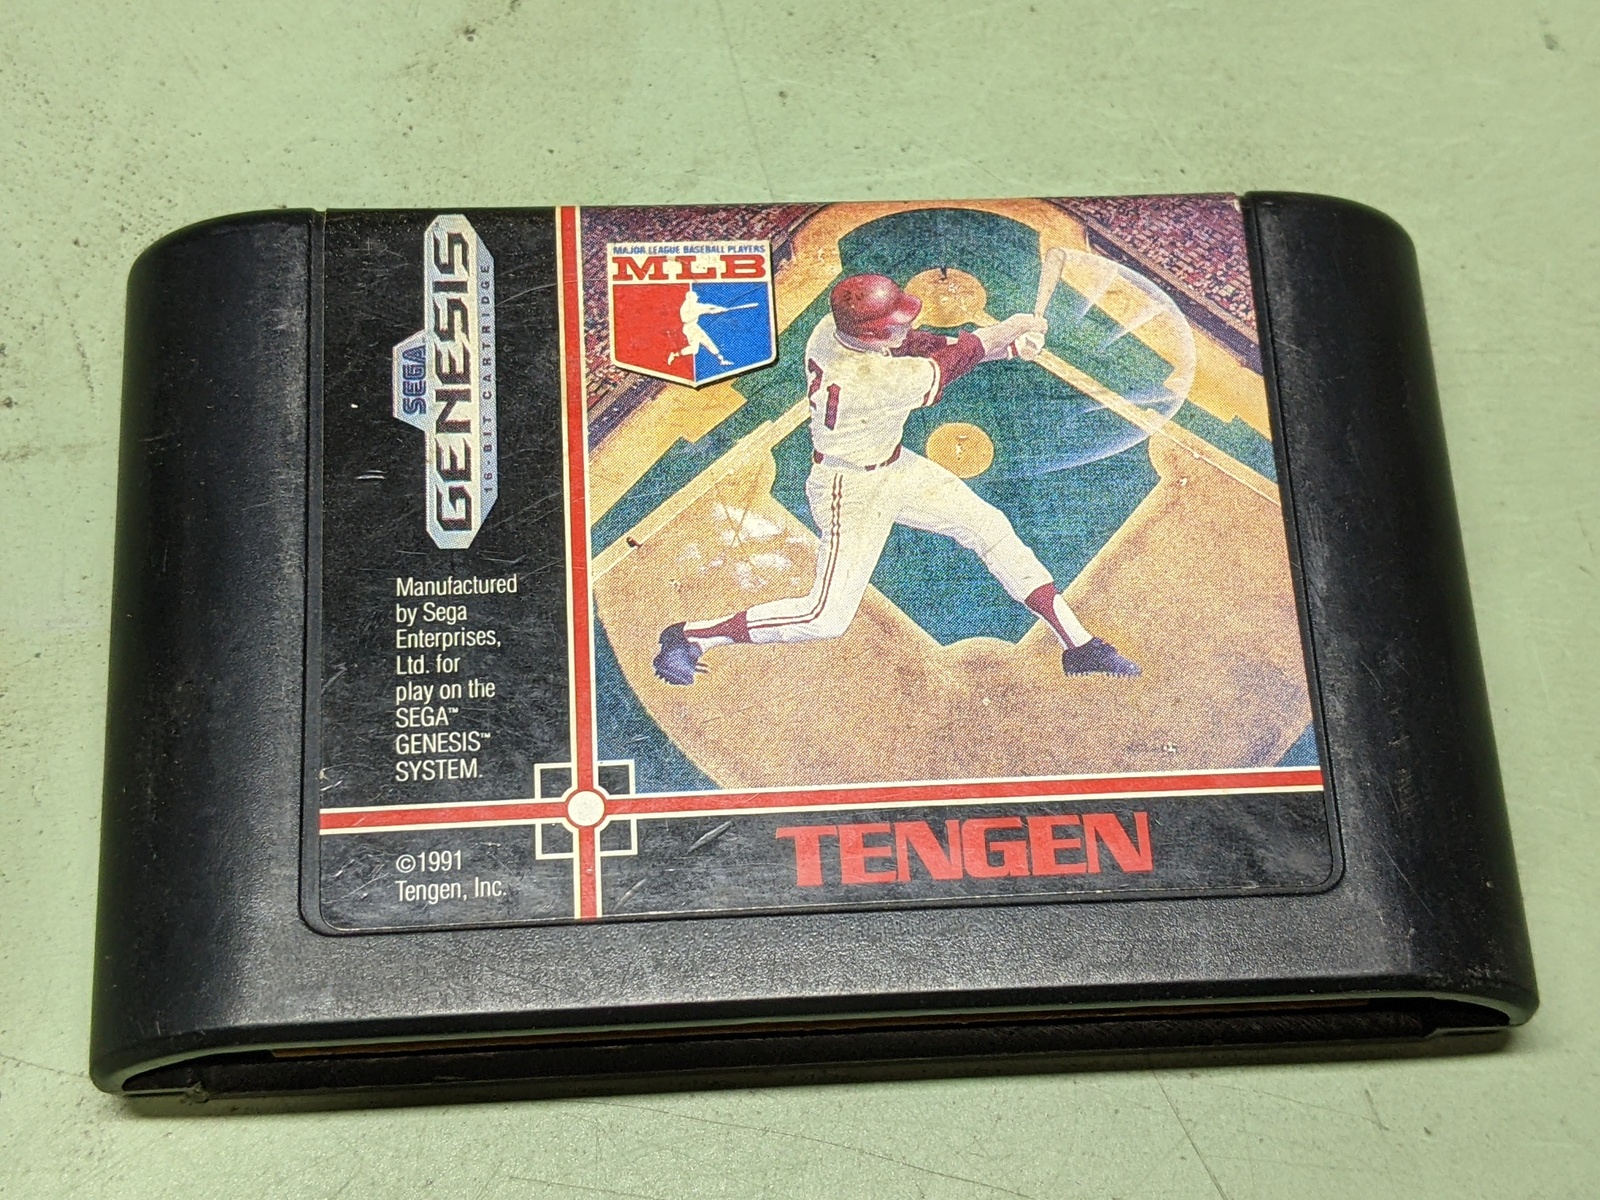 SEGA
GENESIS
16-BIT CARTRIDGE
Manufactured
by Sega
Enterprises,
Ltd. for
play on the
SEGA™
GENESIS™
SYSTEM.
©1991
Tengen, Inc.
MAJOR LEAGUE BASEBALL PLAYERS
MLB
21
TENGEN